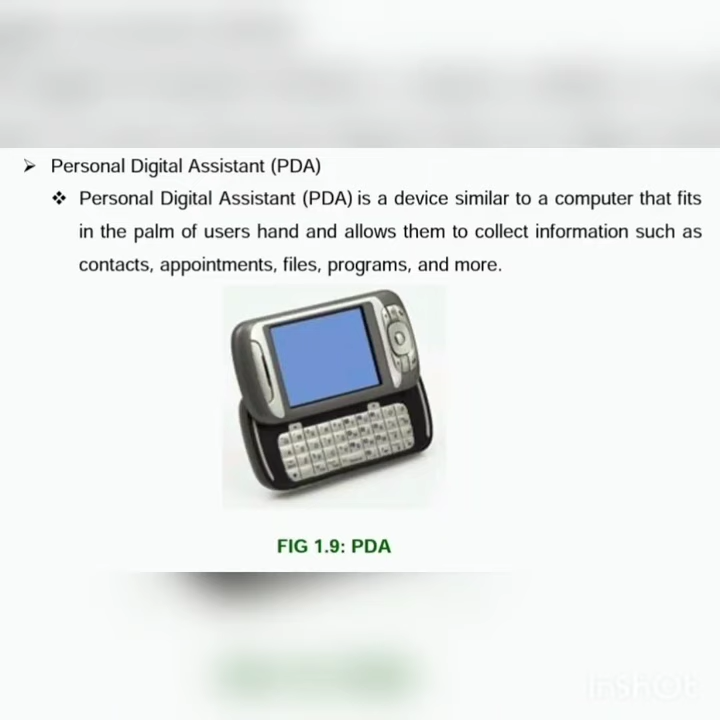 ➢ Personal Digital Assistant (PDA)
❖ Personal Digital Assistant (PDA) is a device similar to a computer that fits
in the palm of users hand and allows them to collect information such as
contacts, appointments, files, programs, and more.
FIG 1.9: PDA
InShOt